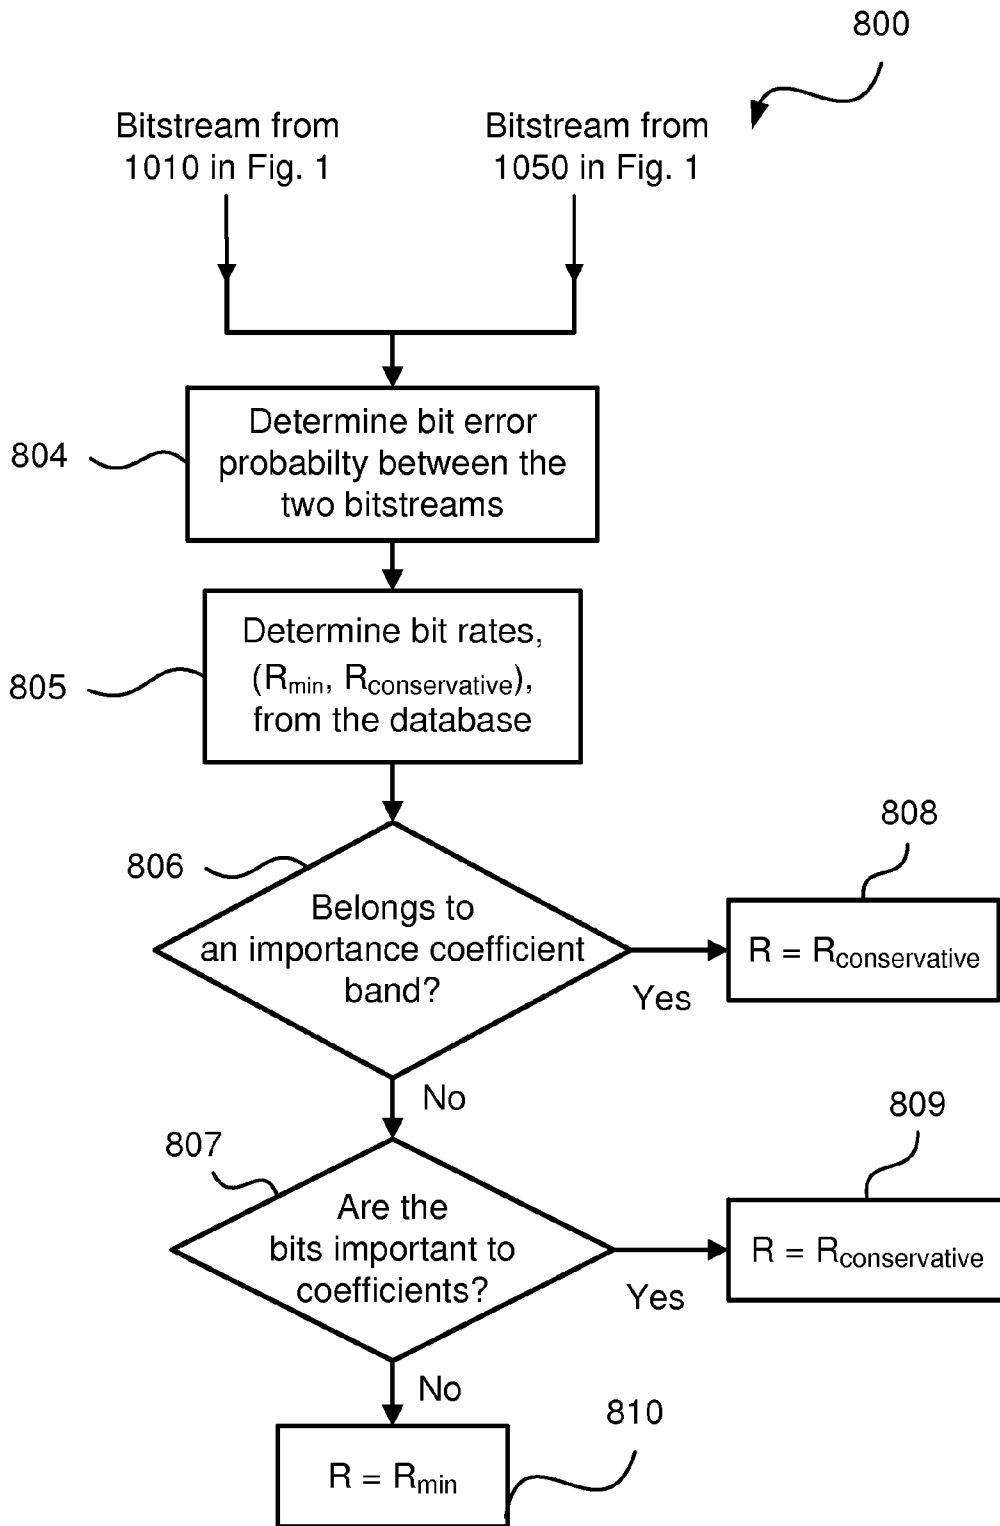 800
Bitstream from
1010 in Fig. 1
Bitstream from
1050 in Fig. 1
804
Determine bit error
probabilty between the
two bitstreams
805
Determine bit rates,
(Rmin, Rconservative),
from the database
806
Belongs to
an importance coefficient
band?
Yes
808
R = Rconservative
No
807
Are the
bits important to
coefficients?
Yes
809
R = Rconservative
No
810
R = Rmin